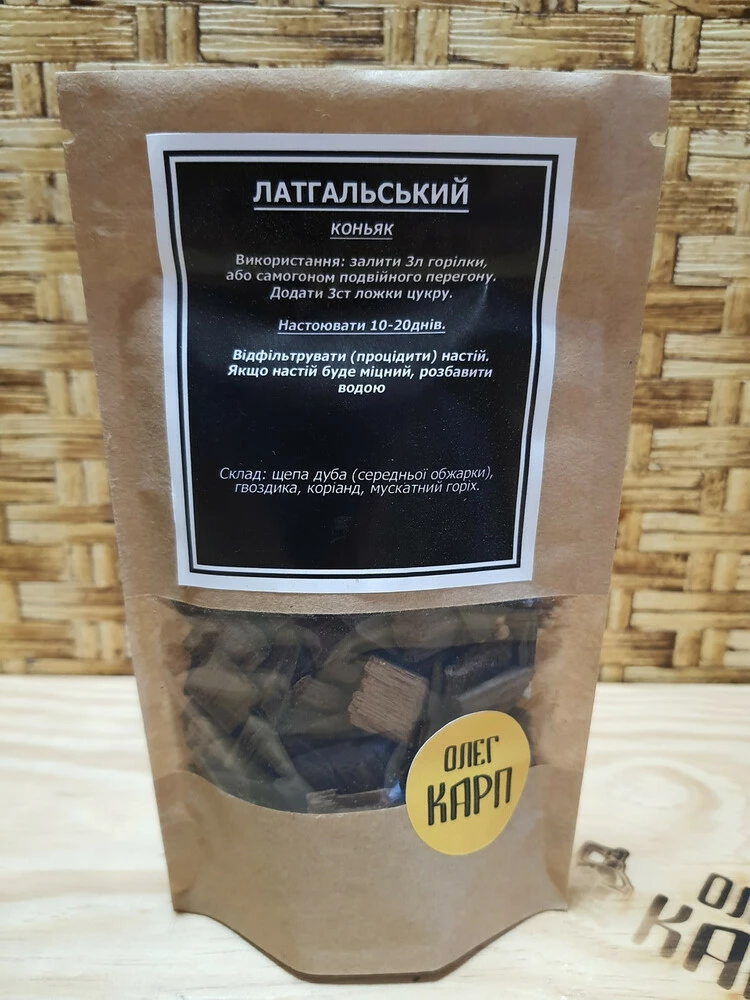 ЛАТГАЛЬСЬКИЙ
КОНЬЯК
Використання: залити 3л горілки,
або самогоном подвійного перегону.
Додати 3ст ложки цукру.
Настоювати 10-20днів.
Відфільтрувати (процідити) настій.
Якщо настій буде міцний, розбавити
водою
Склад: щепа дуба (середньої обжарки),
гвоздика, коріанд, мускатний горіх.
ОЛЕГ
КАРП